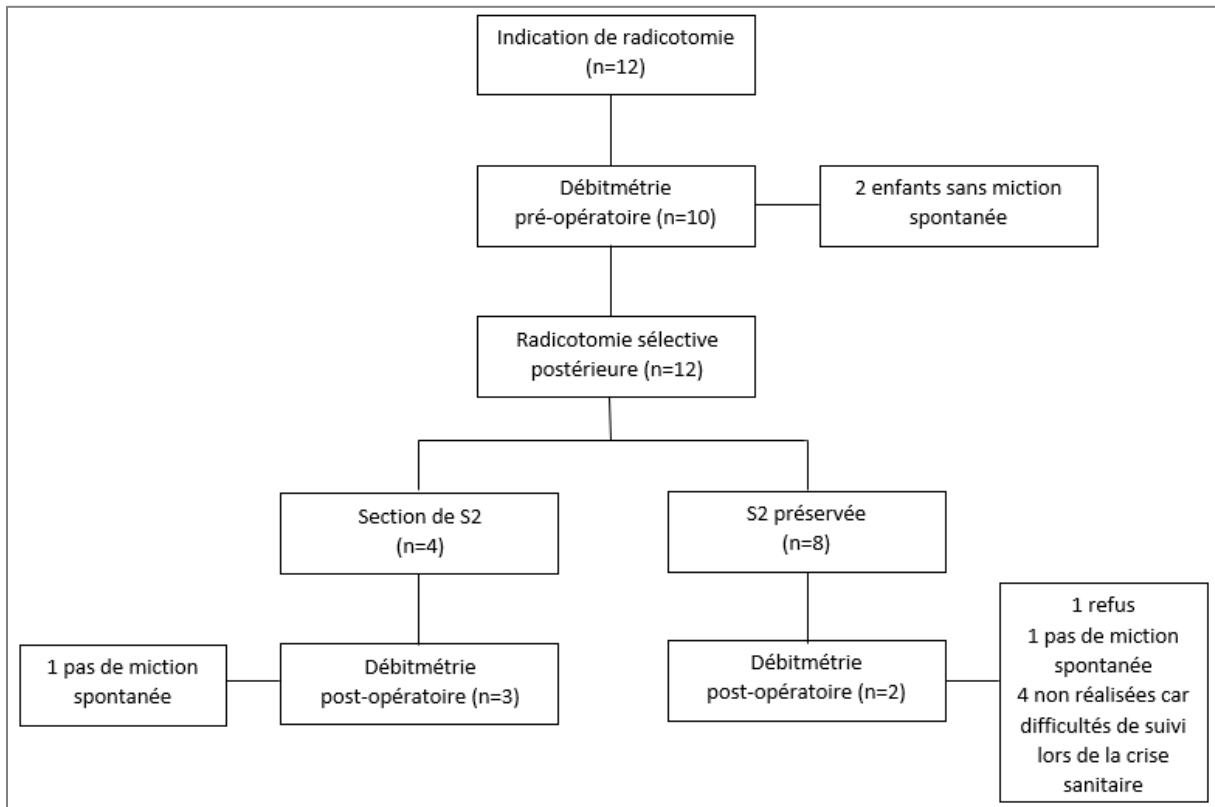 Indication de radicotomie
(n=12)
Débitmétrie
pré-opératoire (n=10)
2 enfants sans miction
spontanée
Radicotomie sélective
postérieure (n=12)
Section de S2
(n=4)
S2 préservée
(n=8)
1 pas de miction
spontanée
Débitmétrie
post-opératoire (n=3)
Débitmétrie
post-opératoire (n=2)
1 refus
1 pas de miction
spontanée
4 non réalisées car
difficultés de suivi
lors de la crise
sanitaire